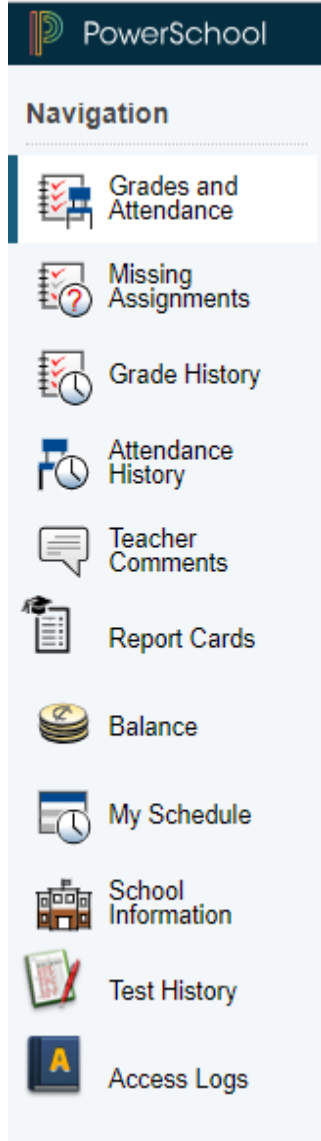 PowerSchool
Navigation
Grades and
Attendance
Missing
Assignments
Grade History
Attendance
History
Teacher
Comments
Report Cards
Balance
My Schedule
School
Information
Test History
A
Access Logs